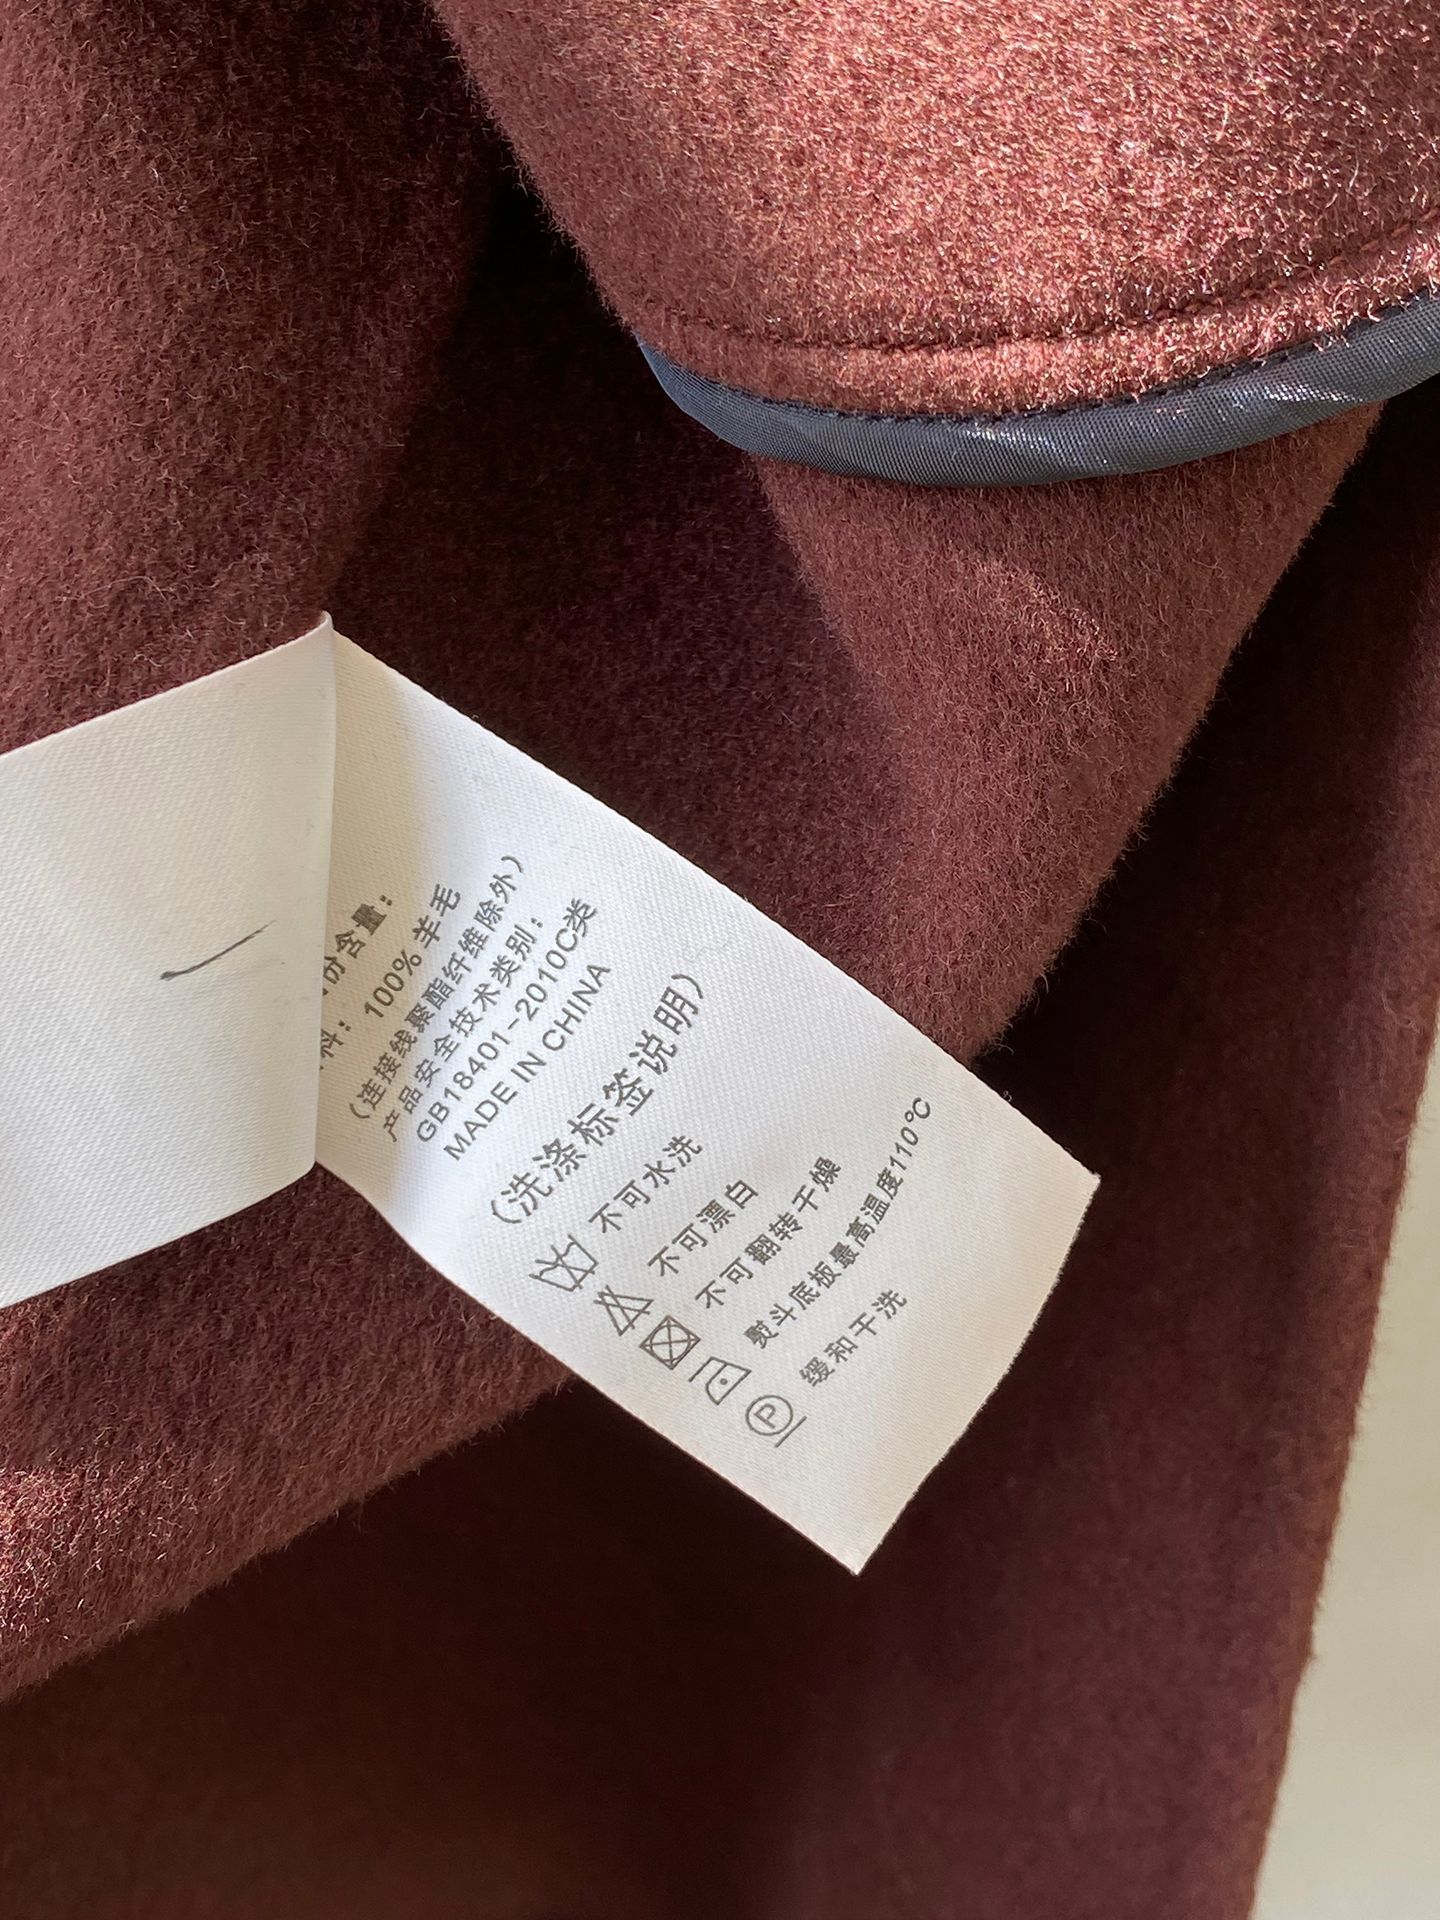 份含量：
料：100% 羊毛
（连接线聚酯纤维除外）
产品安全技术类别：
GB18401-2010C类
MADE IN CHINA
（洗涤标签说明）
不可水洗
不可漂白
不可翻转干燥
熨斗底板最高温度110℃
P 缓和干洗